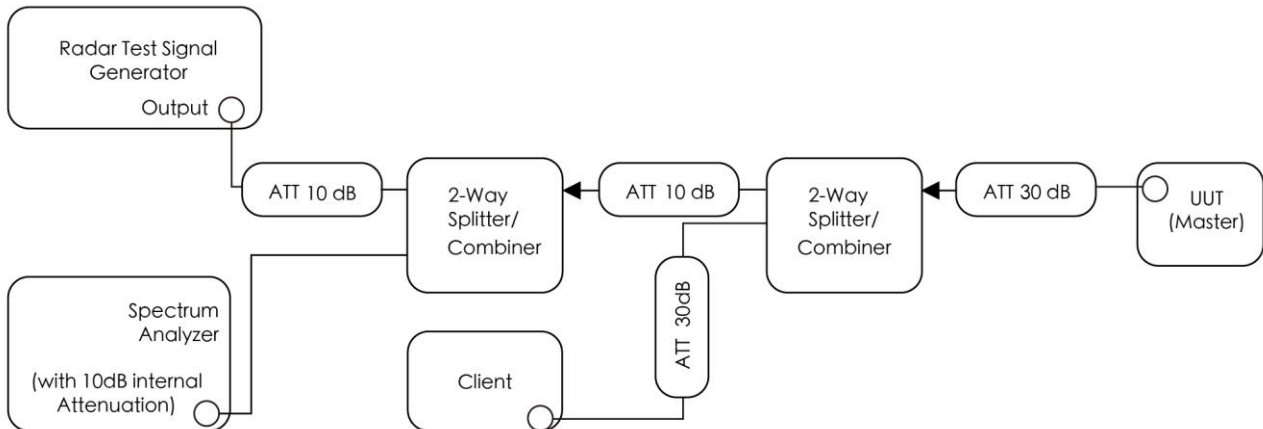 Radar Test Signal
Generator
Output
ATT 10 dB
2-Way
Splitter/
Combiner
ATT 10 dB
2-Way
Splitter/
Combiner
ATT 30 dB
UUT
(Master)
Spectrum
Analyzer
(with 10dB internal
Attenuation)
Client
ATT 30dB